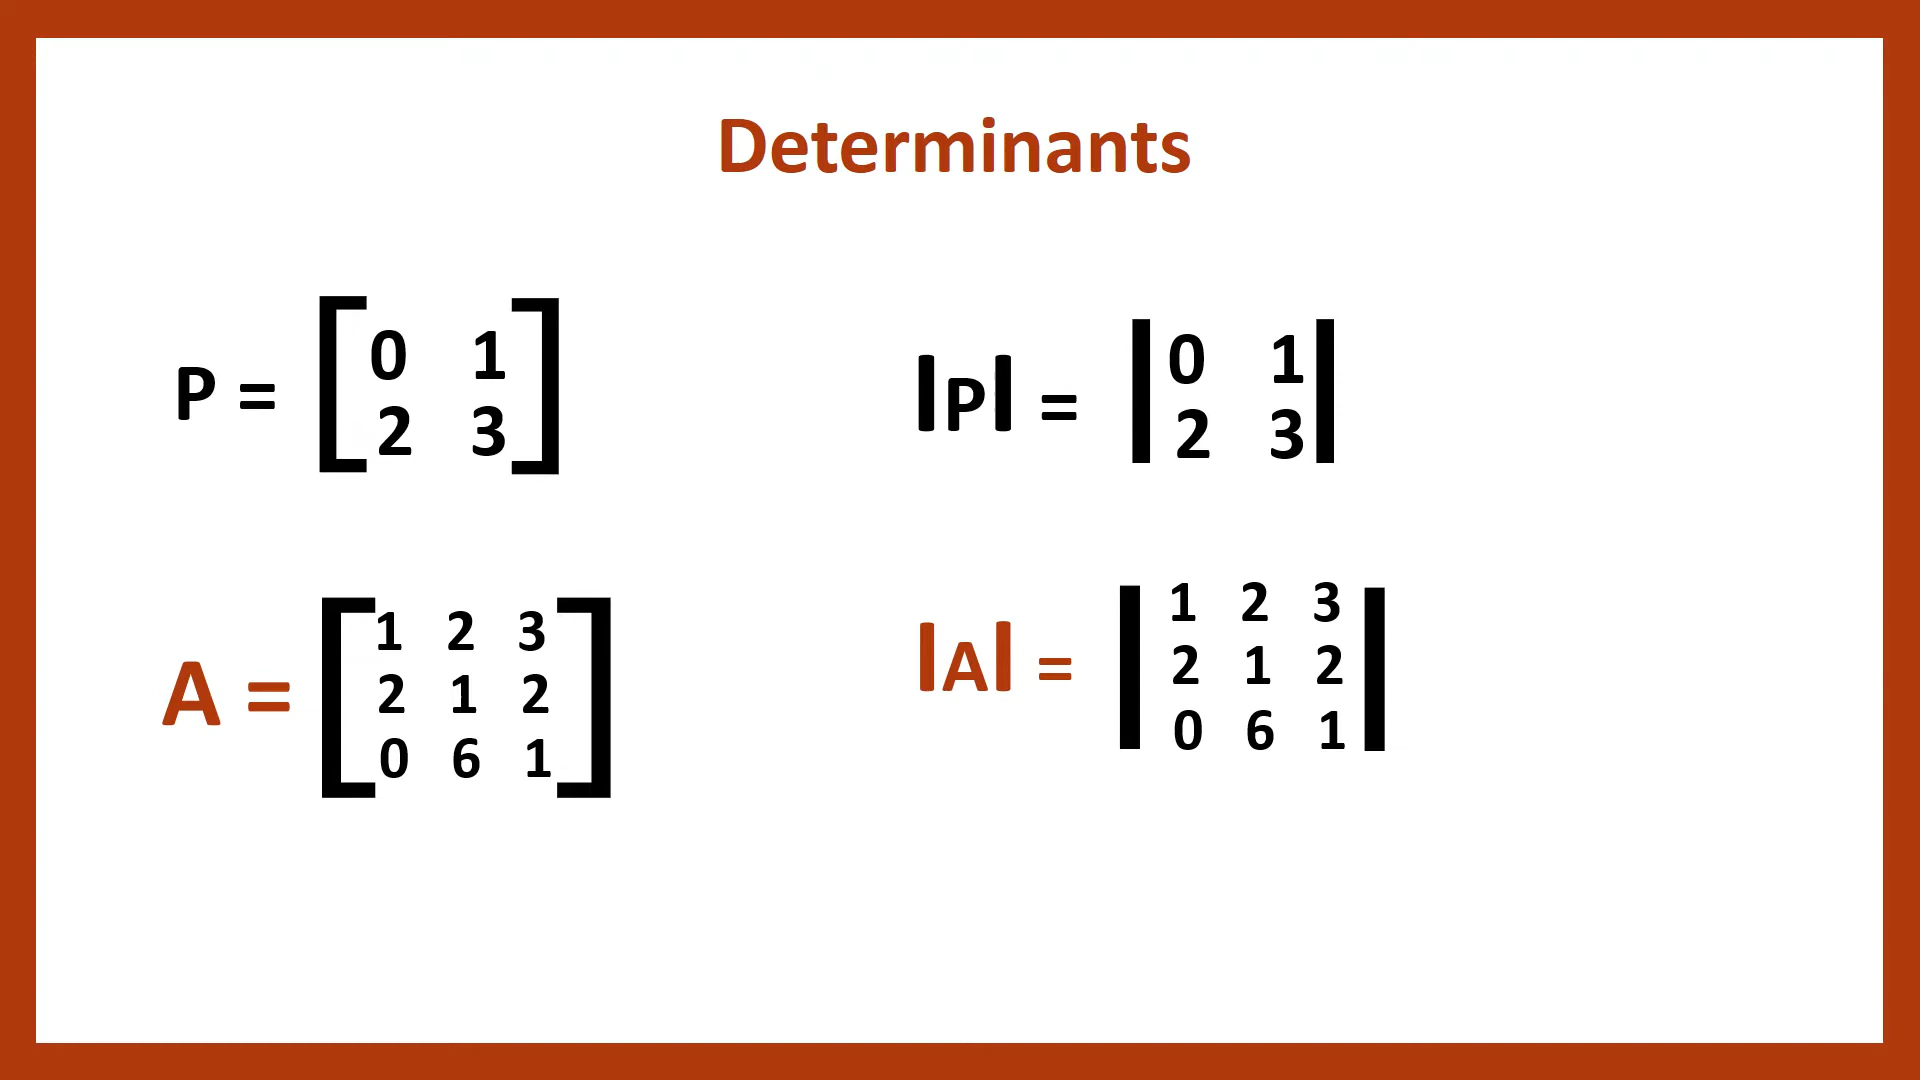 Determinants
P = [0 1
2 3]
|P| = |0 1
2 3|
A = [1 2 3
2 1 2
0 6 1]
|A| = |1 2 3
2 1 2
0 6 1|